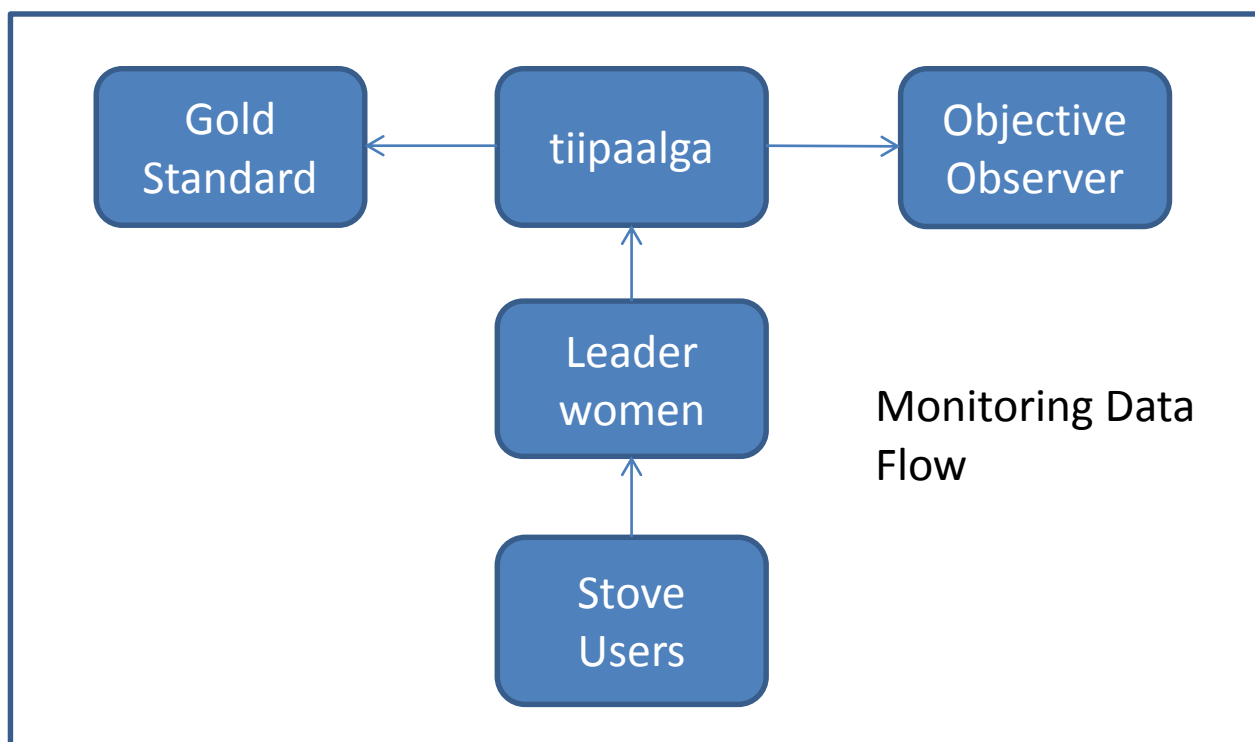 Gold
Standard
tiipaalga
Objective
Observer
Leader
women
Monitoring Data
Flow
Stove
Users